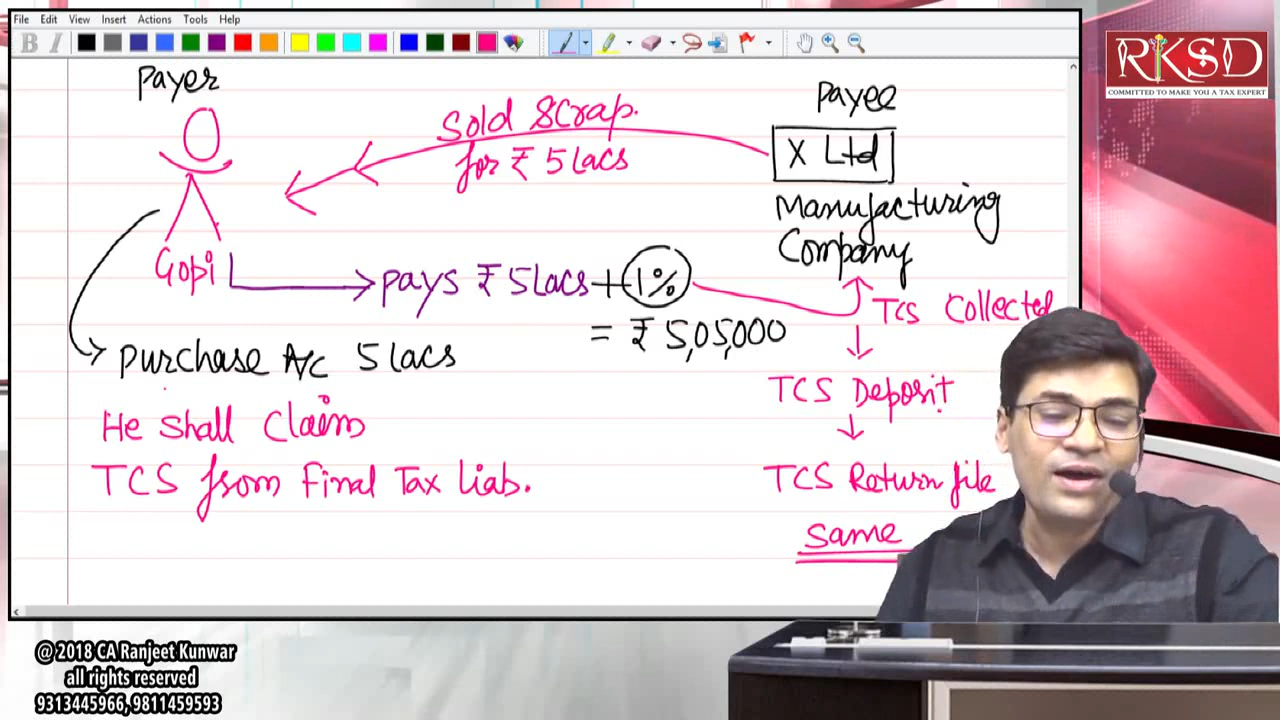 File Edit View Insert Actions Tools Help
B I
RKSD
COMMITTED TO MAKE YOU A TAX EXPERT
Payer
Payee
Sold Scrap.
for ₹ 5 lacs
X Ltd
Manufacturing
Company
Gopi
pays ₹ 5 lacs + 1%
= ₹ 5,05,000
TCS Collected
Purchase A/c 5 lacs
TCS Deposit
He shall Claim
TCS from Final Tax Liab.
TCS Return file
Same
@ 2018 CA Ranjeet Kunwar
all rights reserved
9313445966, 9811459593